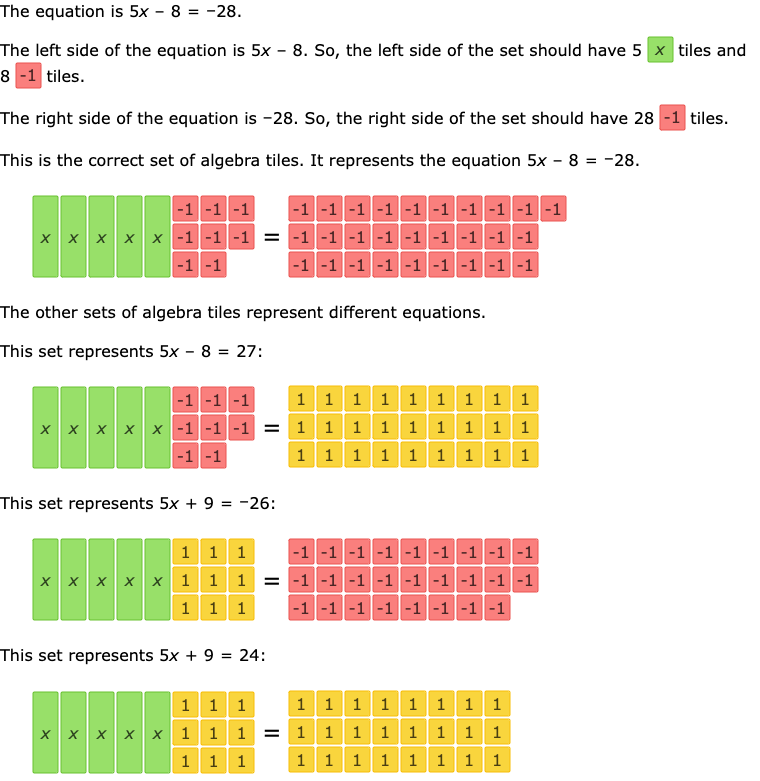 The equation is 5x − 8 = −28.
The left side of the equation is 5x − 8. So, the left side of the set should have 5 x tiles and
8 -1 tiles.
The right side of the equation is −28. So, the right side of the set should have 28 -1 tiles.
This is the correct set of algebra tiles. It represents the equation 5x − 8 = −28.
-1 -1 -1 -1 -1 -1 -1 -1 -1 -1 -1 -1 -1
x x x x x -1 -1 -1 = -1 -1 -1 -1 -1 -1 -1 -1 -1
-1 -1 -1 -1 -1 -1 -1 -1 -1 -1 -1
The other sets of algebra tiles represent different equations.
This set represents 5x − 8 = 27:
-1 -1 -1 1 1 1 1 1 1 1 1 1
x x x x x -1 -1 -1 = 1 1 1 1 1 1 1 1 1
-1 -1 1 1 1 1 1 1 1 1 1
This set represents 5x + 9 = −26:
1 1 1 -1 -1 -1 -1 -1 -1 -1 -1 -1
x x x x x 1 1 1 = -1 -1 -1 -1 -1 -1 -1 -1 -1
1 1 1 -1 -1 -1 -1 -1 -1 -1 -1
This set represents 5x + 9 = 24:
1 1 1 1 1 1 1 1 1 1 1
x x x x x 1 1 1 = 1 1 1 1 1 1 1 1
1 1 1 1 1 1 1 1 1 1 1